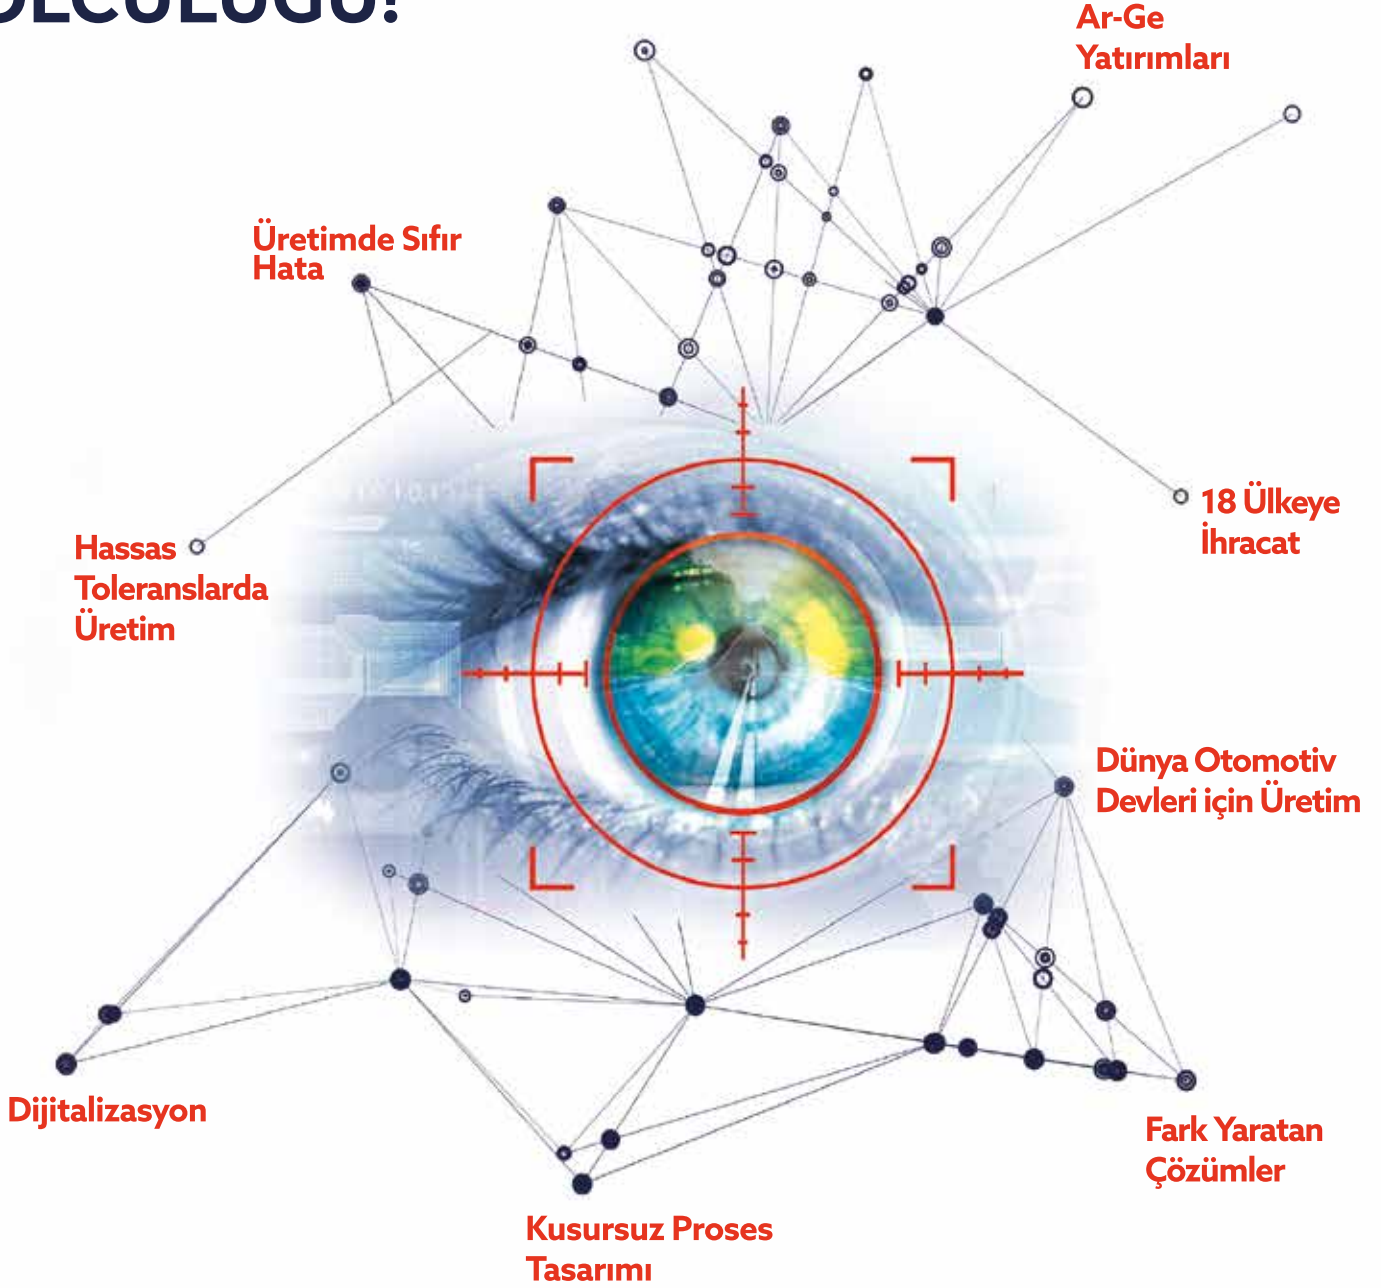 Ar-Ge
Yatırımları
Üretimde Sıfır
Hata
18 Ülkeye
İhracat
Hassas
Toleranslarda
Üretim
Dünya Otomotiv
Devleri için Üretim
Dijitalizasyon
Fark Yaratan
Çözümler
Kusursuz Proses
Tasarımı